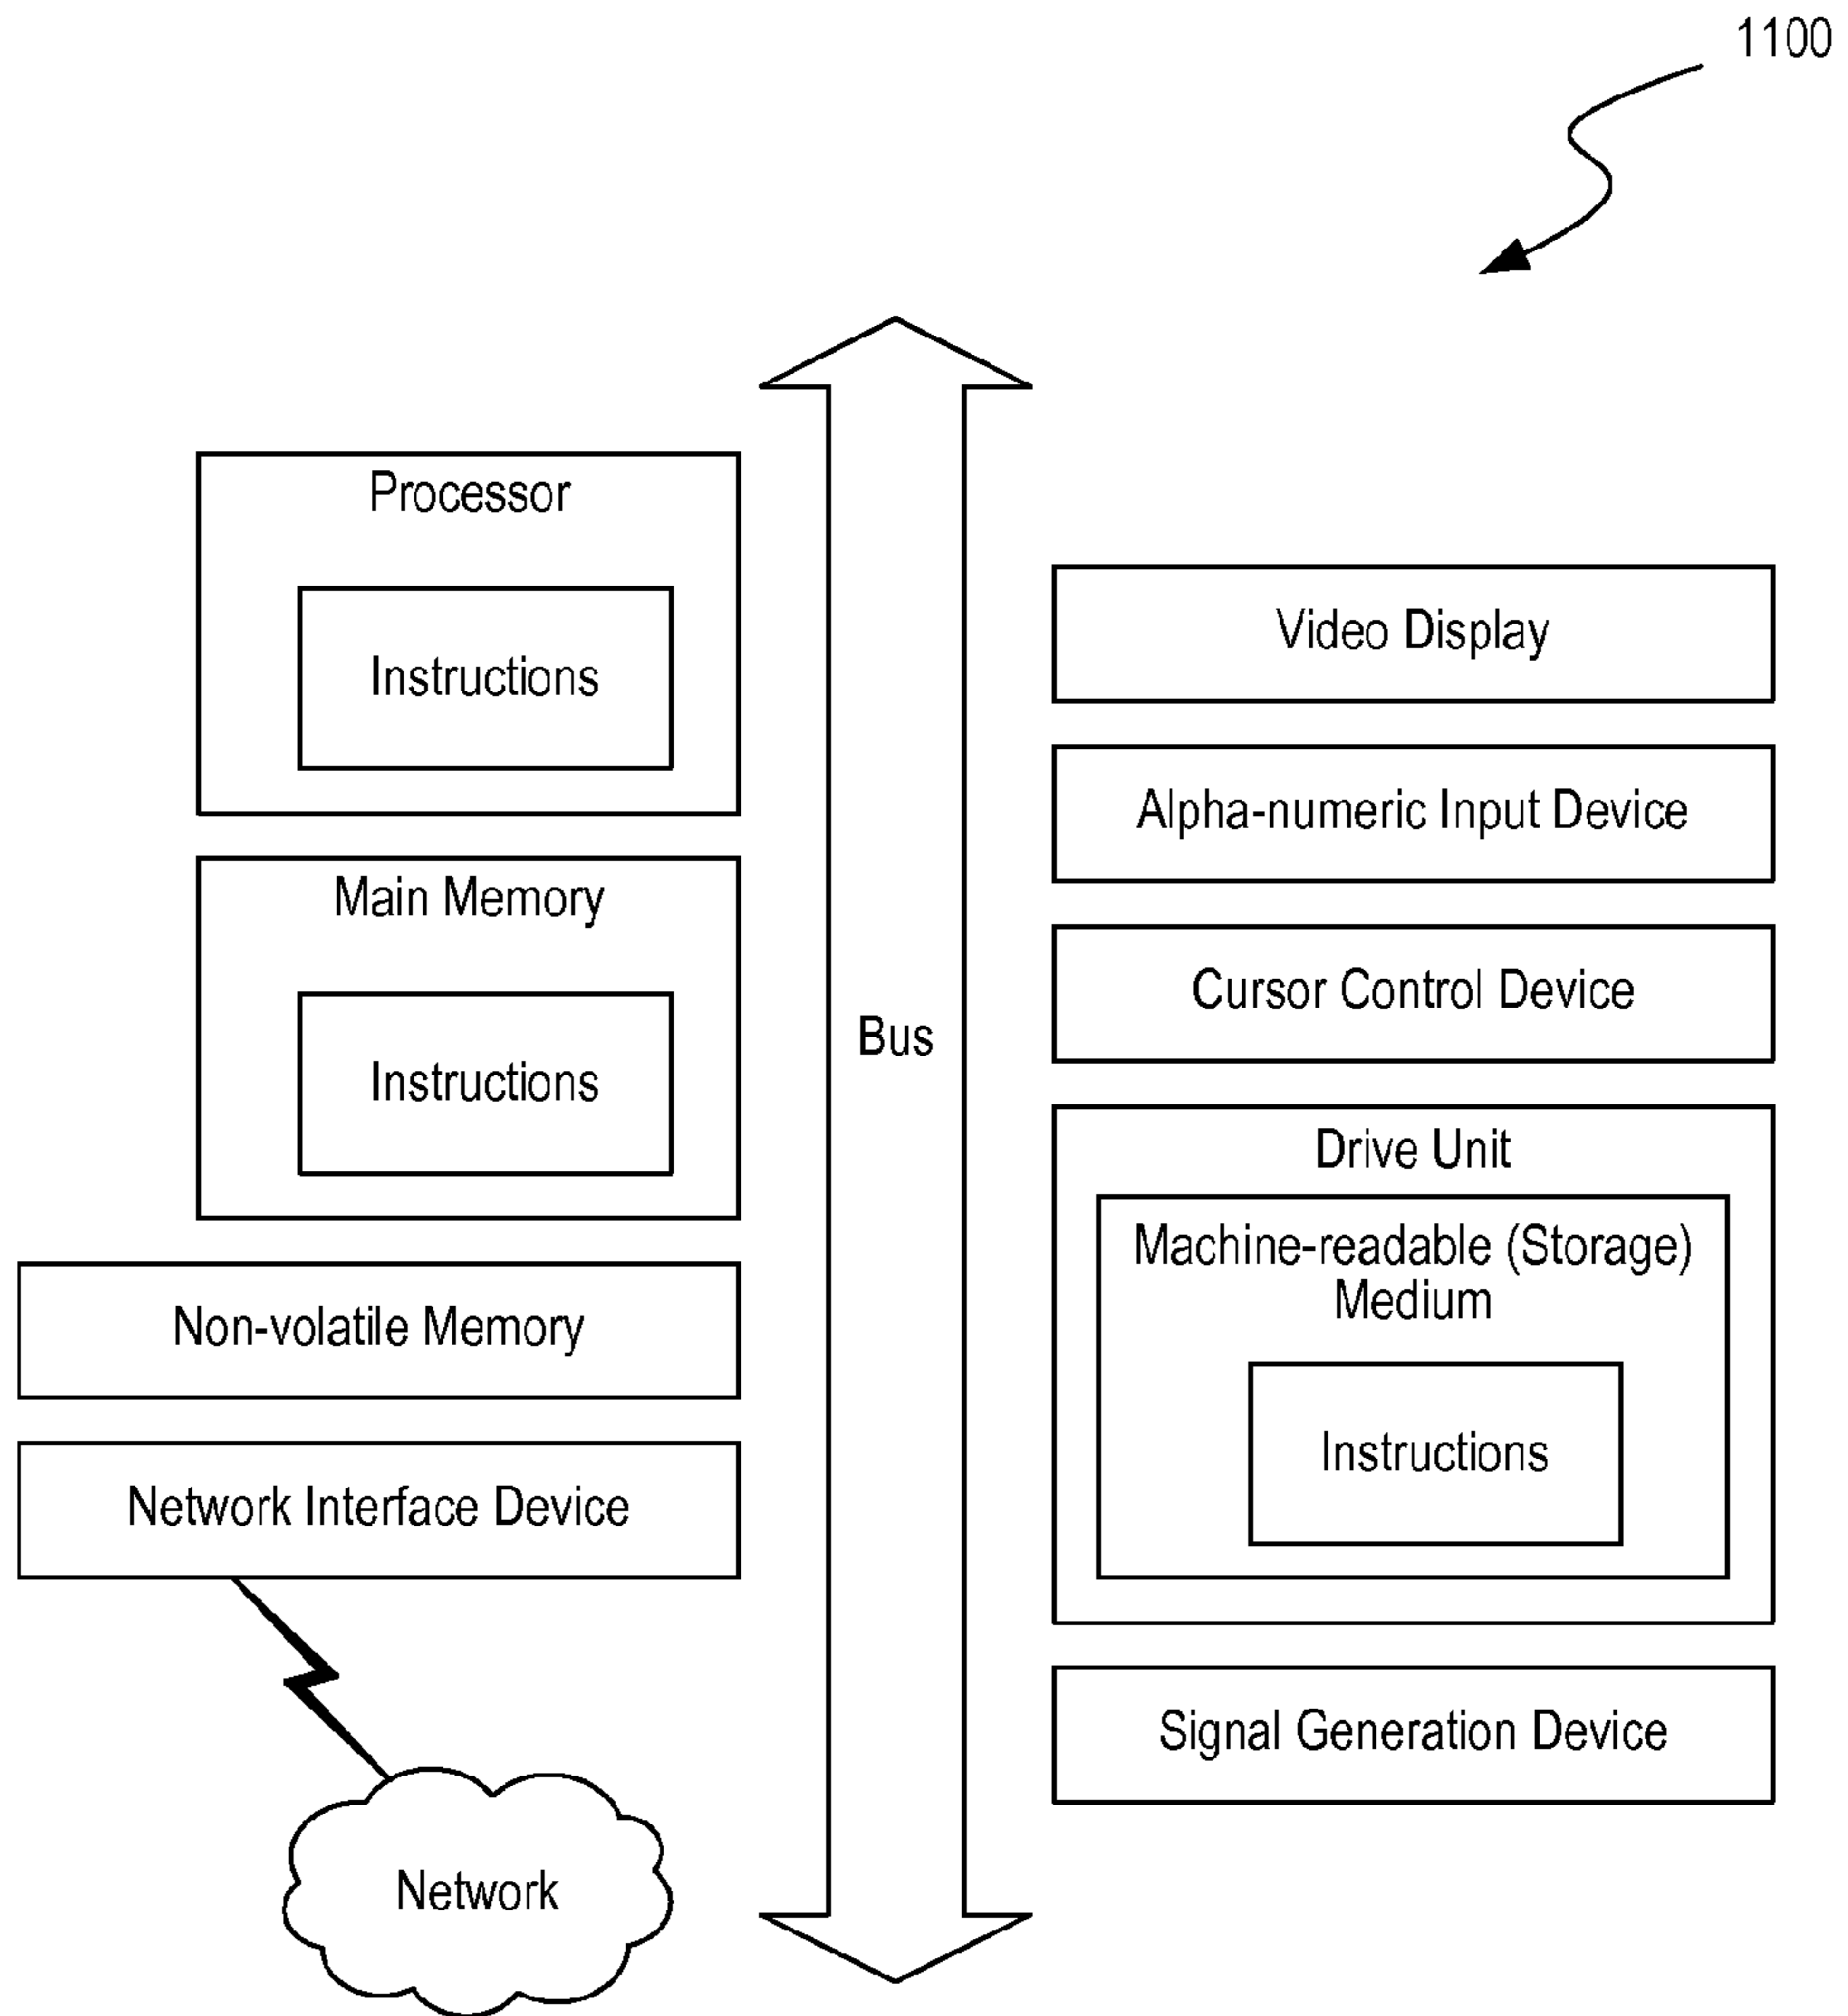 1100
Processor
Instructions
Main Memory
Instructions
Non-volatile Memory
Network Interface Device
Network
Bus
Video Display
Alpha-numeric Input Device
Cursor Control Device
Drive Unit
Machine-readable (Storage)
Medium
Instructions
Signal Generation Device